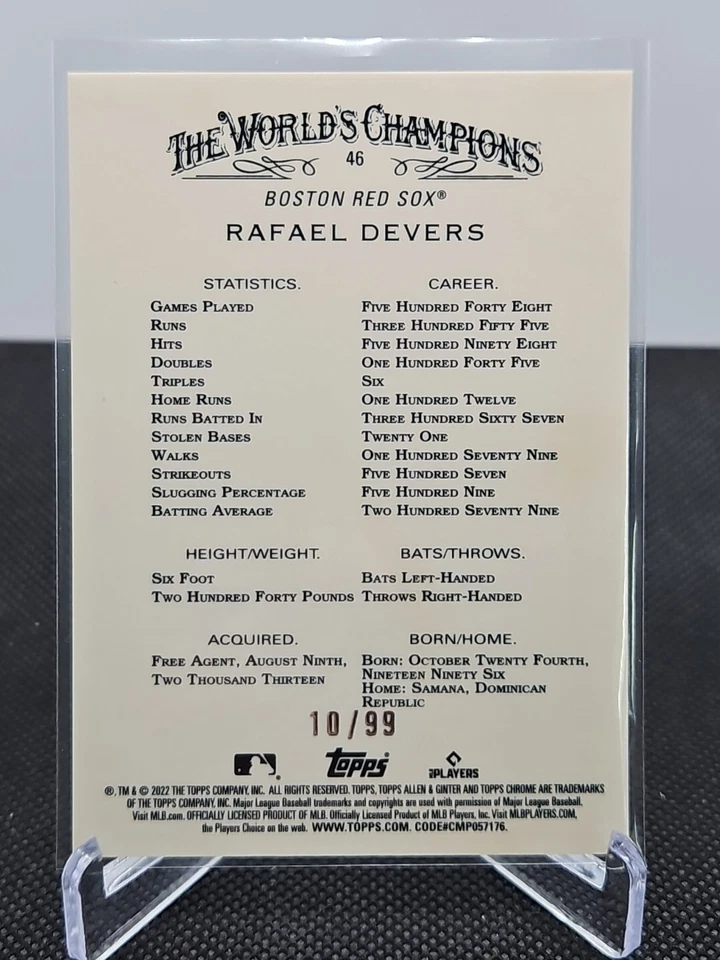 THE WORLD'S CHAMPIONS
46
BOSTON RED SOX®
RAFAEL DEVERS
STATISTICS. CAREER.
GAMES PLAYED FIVE HUNDRED FORTY EIGHT
RUNS THREE HUNDRED FIFTY FIVE
HITS FIVE HUNDRED NINETY EIGHT
DOUBLES ONE HUNDRED FORTY FIVE
TRIPLES SIX
HOME RUNS ONE HUNDRED TWELVE
RUNS BATTED IN THREE HUNDRED SIXTY SEVEN
STOLEN BASES TWENTY ONE
WALKS ONE HUNDRED SEVENTY NINE
STRIKEOUTS FIVE HUNDRED SEVEN
SLUGGING PERCENTAGE FIVE HUNDRED NINE
BATTING AVERAGE TWO HUNDRED SEVENTY NINE
HEIGHT/WEIGHT. BATS/THROWS.
SIX FOOT BATS LEFT-HANDED
TWO HUNDRED FORTY POUNDS THROWS RIGHT-HANDED
ACQUIRED. BORN/HOME.
FREE AGENT, AUGUST NINTH, BORN: OCTOBER TWENTY FOURTH,
TWO THOUSAND THIRTEEN NINETEEN NINETY SIX
HOME: SAMANA, DOMINICAN
REPUBLIC
10/99
Topps PLAYERS
®, TM & © 2022 THE TOPPS COMPANY, INC. ALL RIGHTS RESERVED. TOPPS, TOPPS ALLEN & GINTER AND TOPPS CHROME ARE TRADEMARKS
OF THE TOPPS COMPANY, INC. Major League Baseball trademarks and copyrights are used with permission of Major League Baseball.
Visit MLB.com. OFFICIALLY LICENSED PRODUCT OF MLB. Officially Licensed Product of MLB Players, Inc. Visit MLBPLAYERS.COM,
the Players Choice on the web. WWW.TOPPS.COM. CODE#CMP057176.